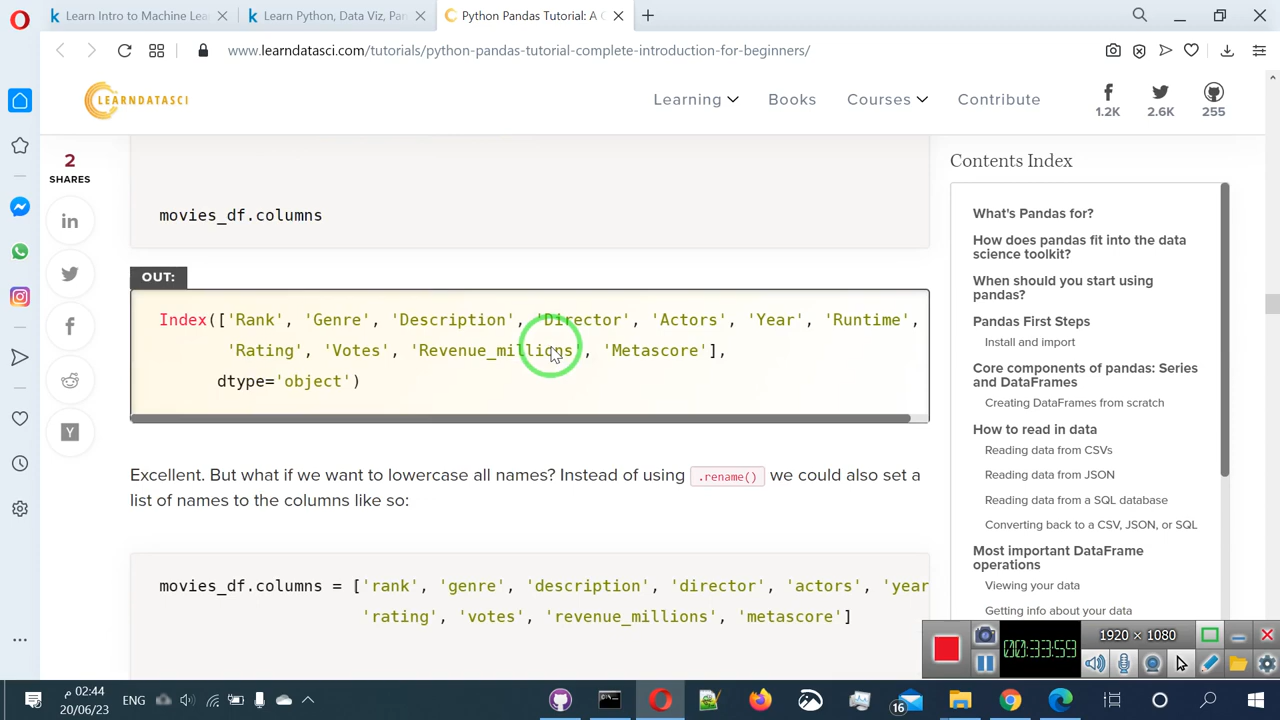 Learn Intro to Machine Lea
Learn Python, Data Viz, Pan
Python Pandas Tutorial: A C
www.learndatasci.com/tutorials/python-pandas-tutorial-complete-introduction-for-beginners/
LEARNDATASCI
Learning
Books
Courses
Contribute
1.2K
2.6K
255
2
SHARES
movies_df.columns
OUT:
Index(['Rank', 'Genre', 'Description', 'Director', 'Actors', 'Year', 'Runtime',
'Rating', 'Votes', 'Revenue_millions', 'Metascore'],
dtype='object')
Excellent. But what if we want to lowercase all names? Instead of using .rename() we could also set a
list of names to the columns like so:
movies_df.columns = ['rank', 'genre', 'description', 'director', 'actors', 'year
'rating', 'votes', 'revenue_millions', 'metascore']
Contents Index
What's Pandas for?
How does pandas fit into the data
science toolkit?
When should you start using
pandas?
Pandas First Steps
Install and import
Core components of pandas: Series
and DataFrames
Creating DataFrames from scratch
How to read in data
Reading data from CSVs
Reading data from JSON
Reading data from a SQL database
Converting back to a CSV, JSON, or SQL
Most important DataFrame
operations
Viewing your data
Getting info about your data
1920 × 1080
00:33:59
02:44 م
20/06/23
ENG
16